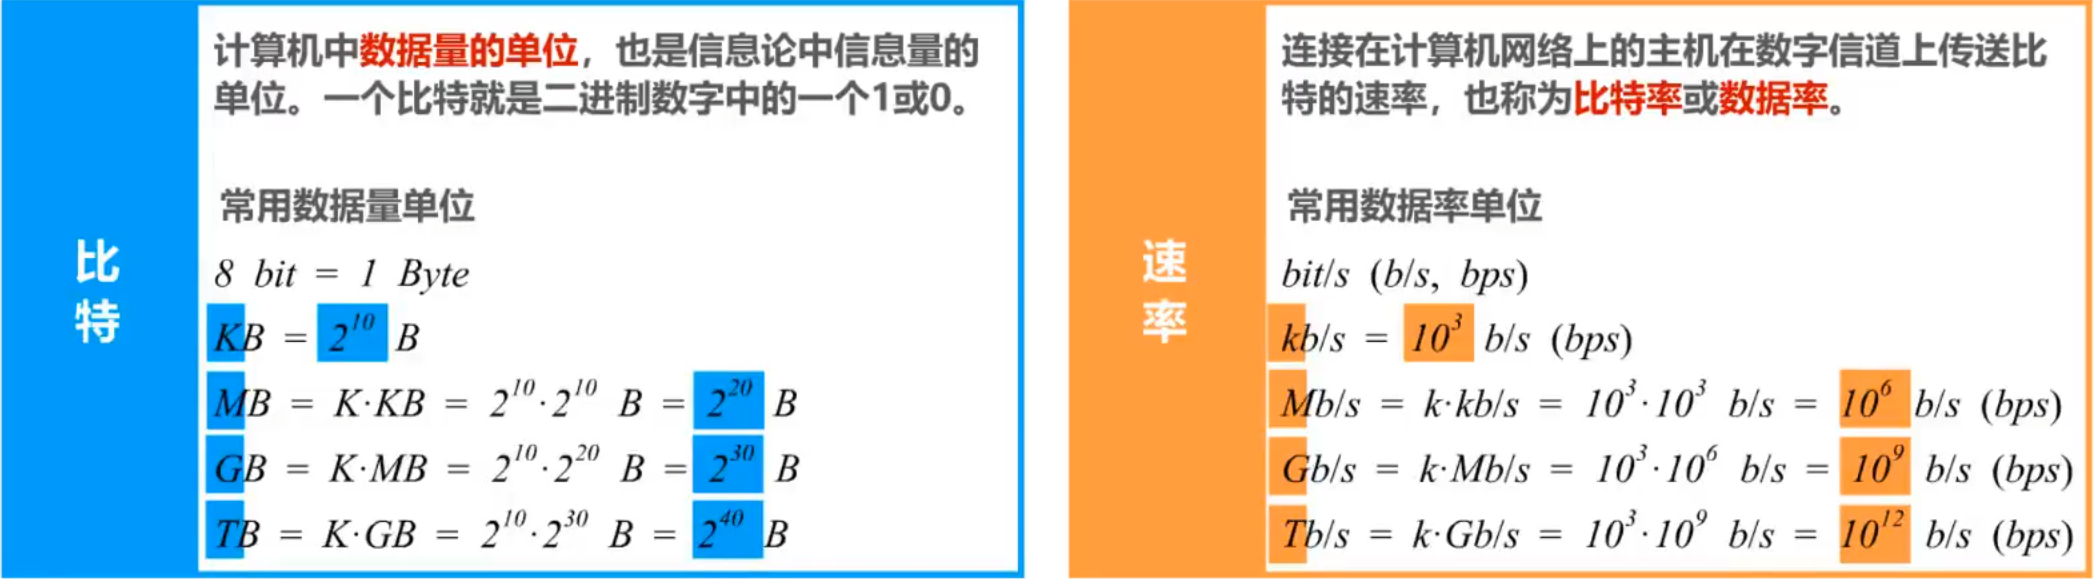 比特
计算机中数据量的单位，也是信息论中信息量的
单位。一个比特就是二进制数字中的一个1或0。
常用数据量单位
8 bit = 1 Byte
KB = 2^10 B
MB = K·KB = 2^10·2^10 B = 2^20 B
GB = K·MB = 2^10·2^20 B = 2^30 B
TB = K·GB = 2^10·2^30 B = 2^40 B
速率
连接在计算机网络上的主机在数字信道上传送比
特的速率，也称为比特率或数据率。
常用数据率单位
bit/s (b/s, bps)
kb/s = 10^3 b/s (bps)
Mb/s = k·kb/s = 10^3·10^3 b/s = 10^6 b/s (bps)
Gb/s = k·Mb/s = 10^3·10^6 b/s = 10^9 b/s (bps)
Tb/s = k·Gb/s = 10^3·10^9 b/s = 10^12 b/s (bps)